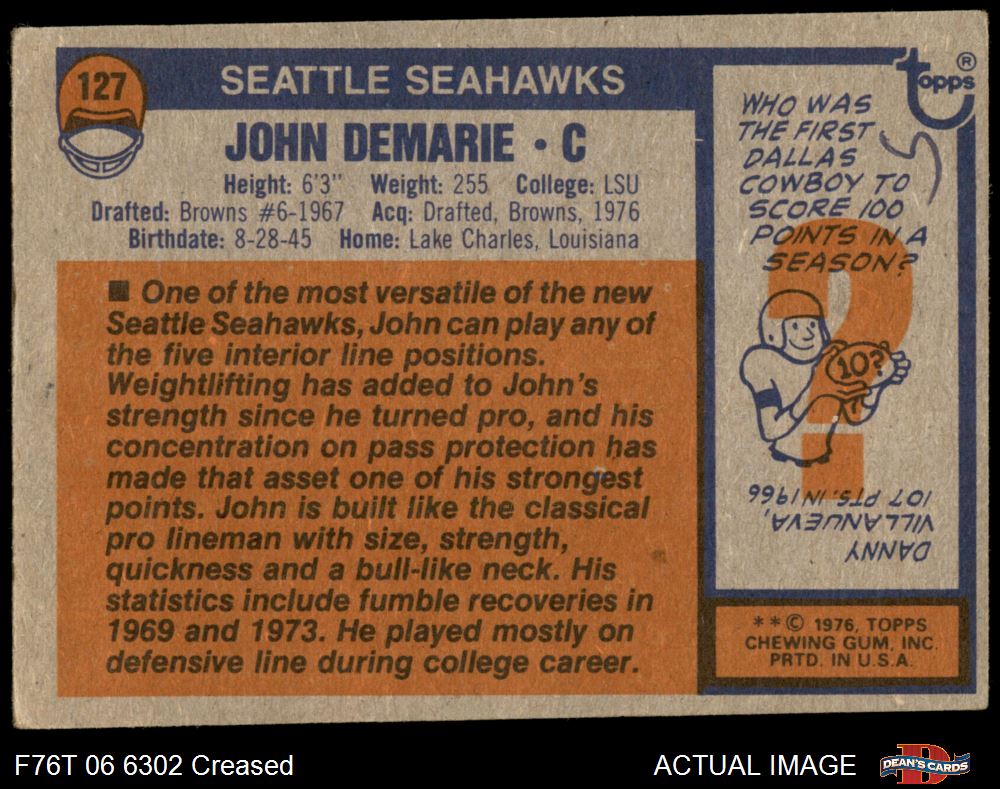 127
SEATTLE SEAHAWKS
JOHN DEMARIE • C
Height: 6'3" Weight: 255 College: LSU
Drafted: Browns #6-1967 Acq: Drafted, Browns, 1976
Birthdate: 8-28-45 Home: Lake Charles, Louisiana
■ One of the most versatile of the new
Seattle Seahawks, John can play any of
the five interior line positions.
Weightlifting has added to John's
strength since he turned pro, and his
concentration on pass protection has
made that asset one of his strongest
points. John is built like the classical
pro lineman with size, strength,
quickness and a bull-like neck. His
statistics include fumble recoveries in
1969 and 1973. He played mostly on
defensive line during college career.
topps ®
WHO WAS
THE FIRST
DALLAS
COWBOY TO
SCORE 100
POINTS IN A
SEASON?
?
10?
DANNY
VILLANUEVA,
107 PTS. IN 1966
**© 1976, TOPPS
CHEWING GUM, INC.
PRTD. IN U.S.A.
F76T 06 6302 Creased
ACTUAL IMAGE
DEAN'S CARDS